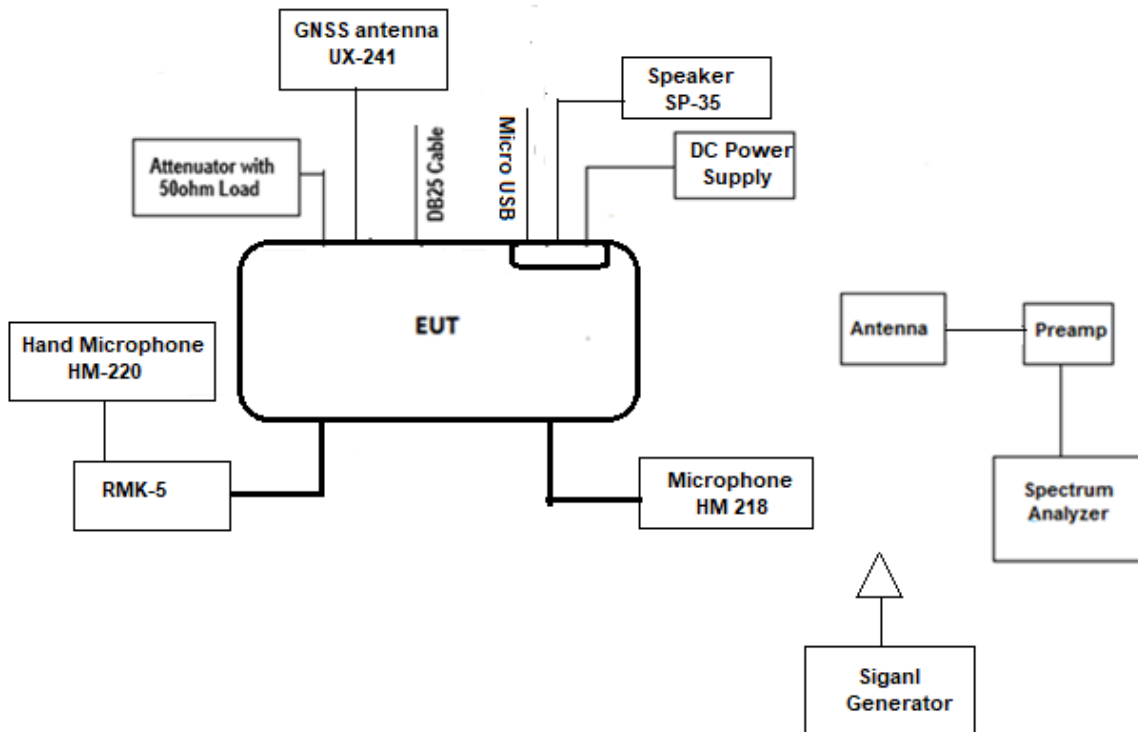 GNSS antenna
UX-241
Speaker
SP-35
Attenuator with
50ohm Load
DB25 Cable
Micro USB
DC Power
Supply
EUT
Antenna
Preamp
Hand Microphone
HM-220
RMK-5
Microphone
HM 218
Spectrum
Analyzer
Siganl
Generator